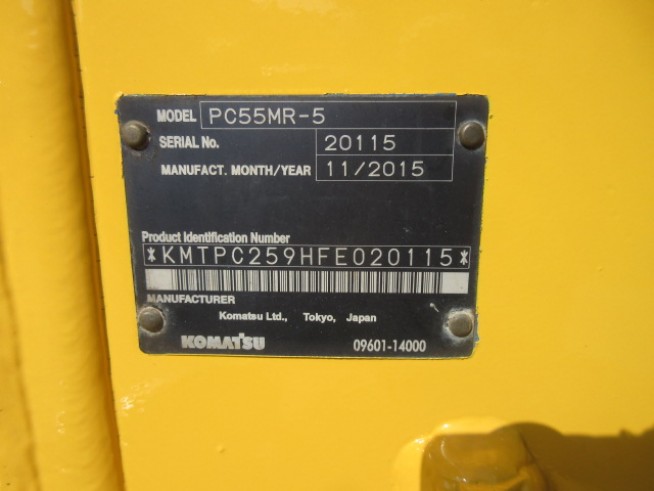 MODEL PC55MR-5
SERIAL No. 20115
MANUFACT. MONTH/YEAR 11/2015
Product Identification Number
*KMTPC259HFE020115*
MANUFACTURER
Komatsu Ltd., Tokyo, Japan
KOMATSU 09601-14000